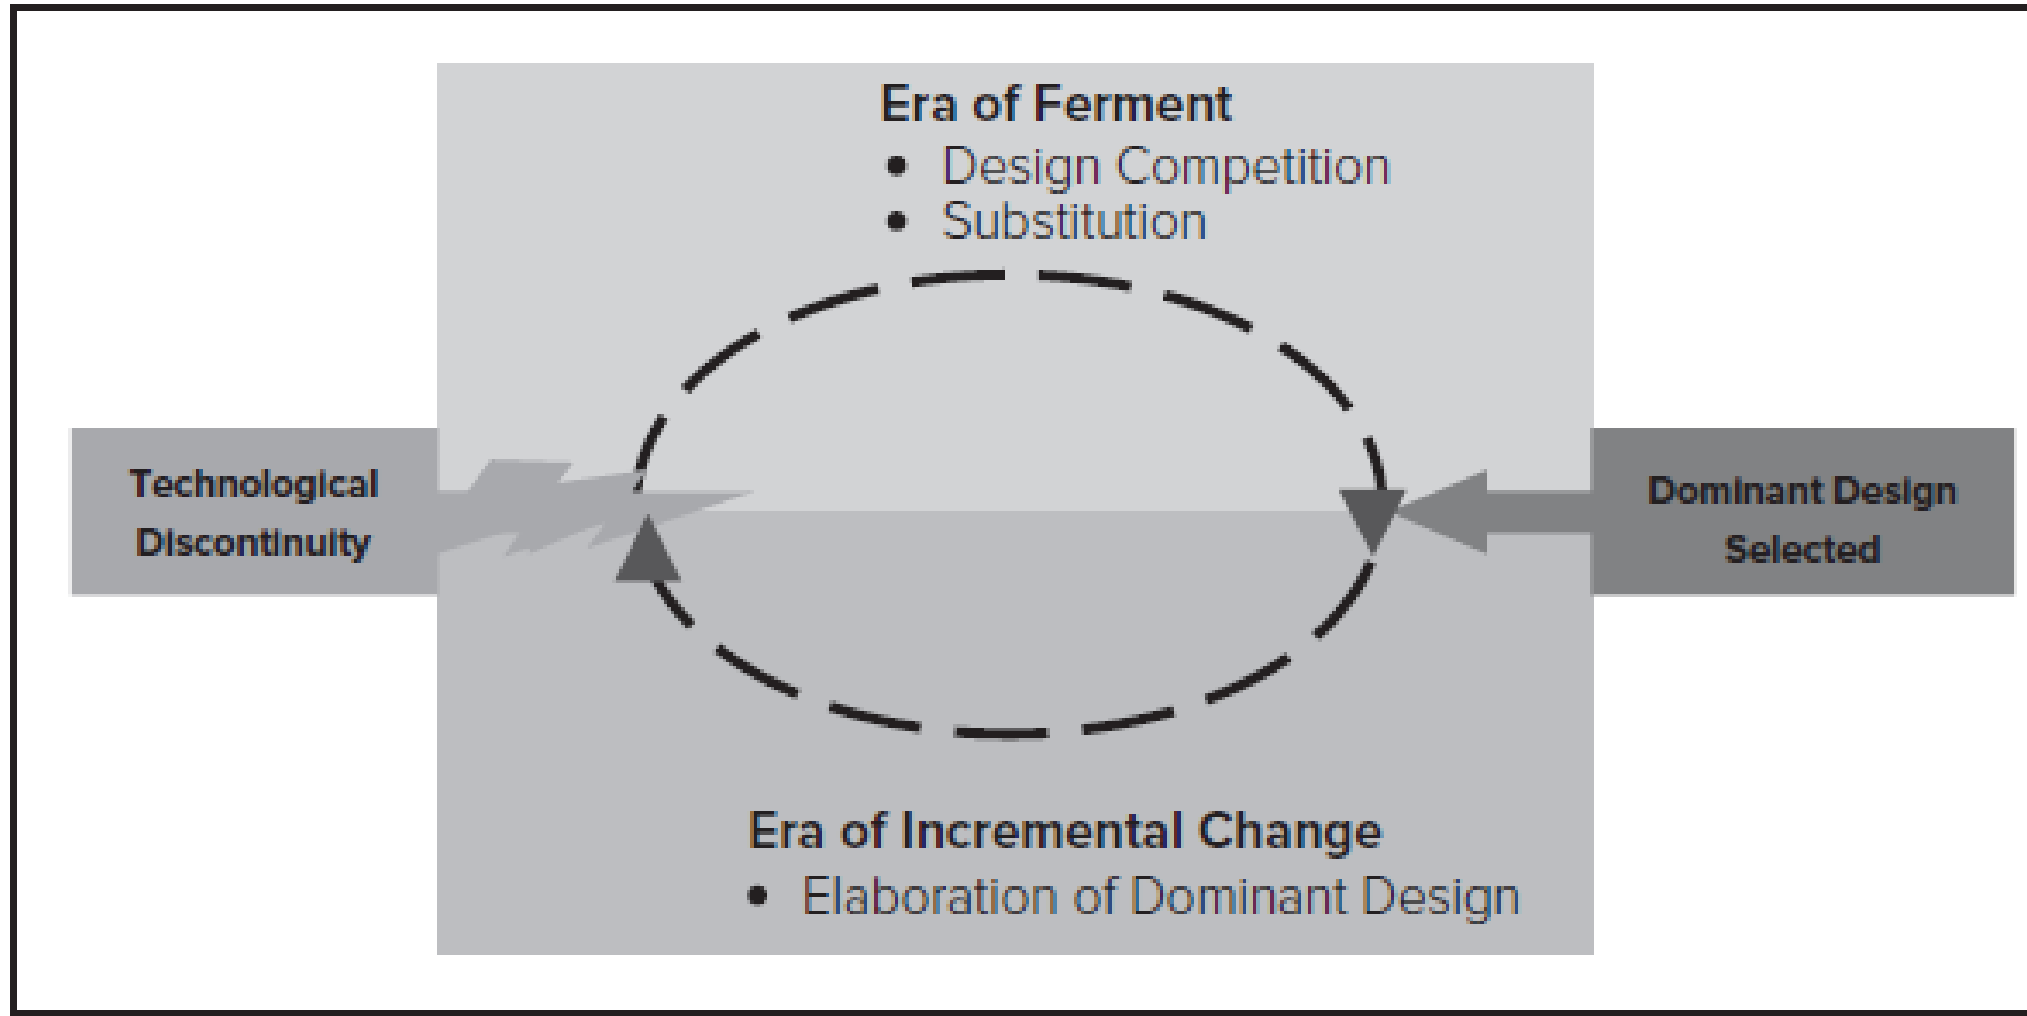 Era of Ferment
• Design Competition
• Substitution
Technological
Discontinuity
Dominant Design
Selected
Era of Incremental Change
• Elaboration of Dominant Design